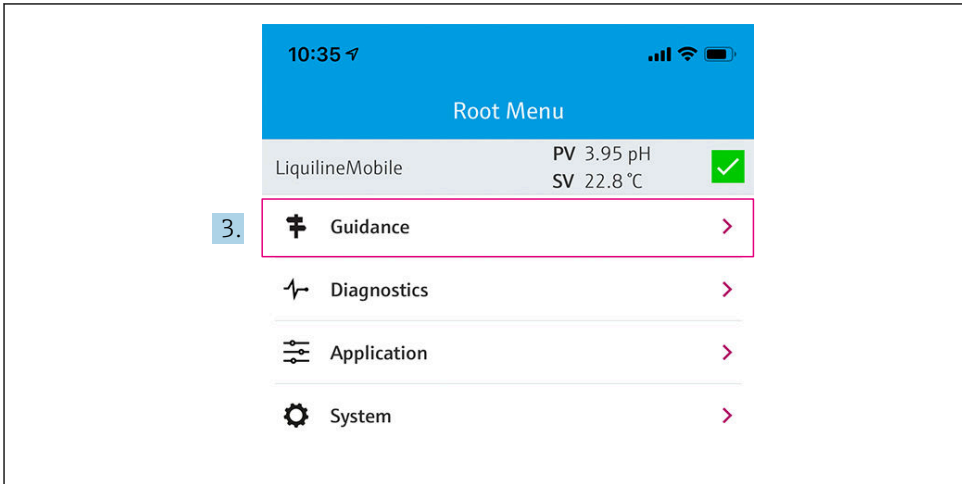 10:35
Root Menu
LiquilineMobile
PV 3.95 pH
SV 22.8 °C
3.
Guidance
Diagnostics
Application
System